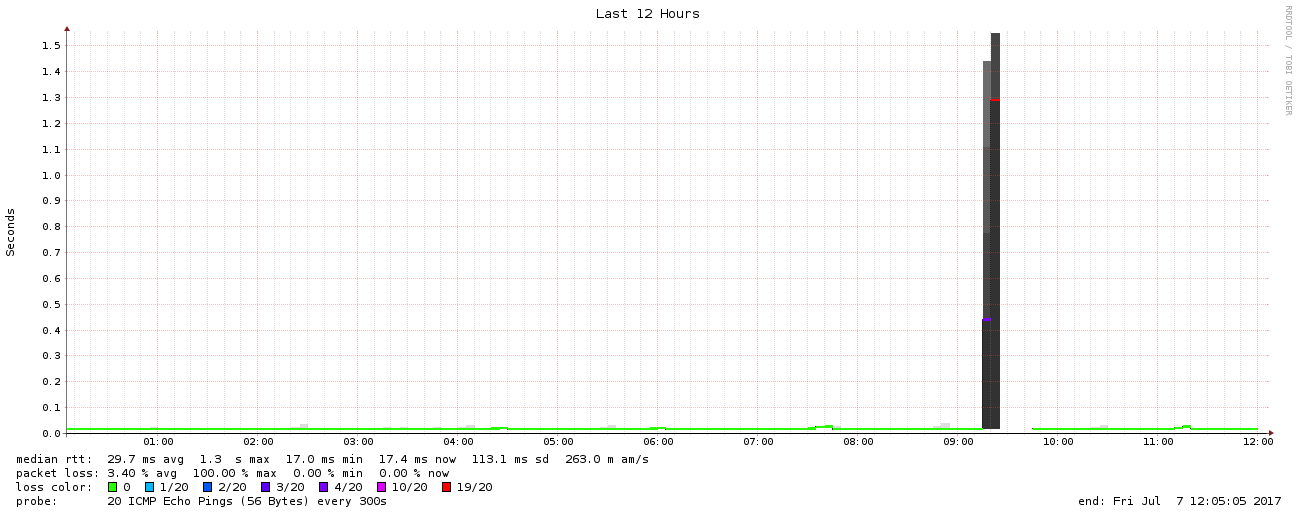 Last 12 Hours
RRDTOOL / TOBI OETIKER
Seconds
1.5
1.4
1.3
1.2
1.1
1.0
0.9
0.8
0.7
0.6
0.5
0.4
0.3
0.2
0.1
0.0
01:00 02:00 03:00 04:00 05:00 06:00 07:00 08:00 09:00 10:00 11:00 12:00
median rtt: 29.7 ms avg 1.3 s max 17.0 ms min 17.4 ms now 113.1 ms sd 263.0 m am/s
packet loss: 3.40 % avg 100.00 % max 0.00 % min 0.00 % now
loss color: 0 1/20 2/20 3/20 4/20 10/20 19/20
probe: 20 ICMP Echo Pings (56 Bytes) every 300s end: Fri Jul 7 12:05:05 2017